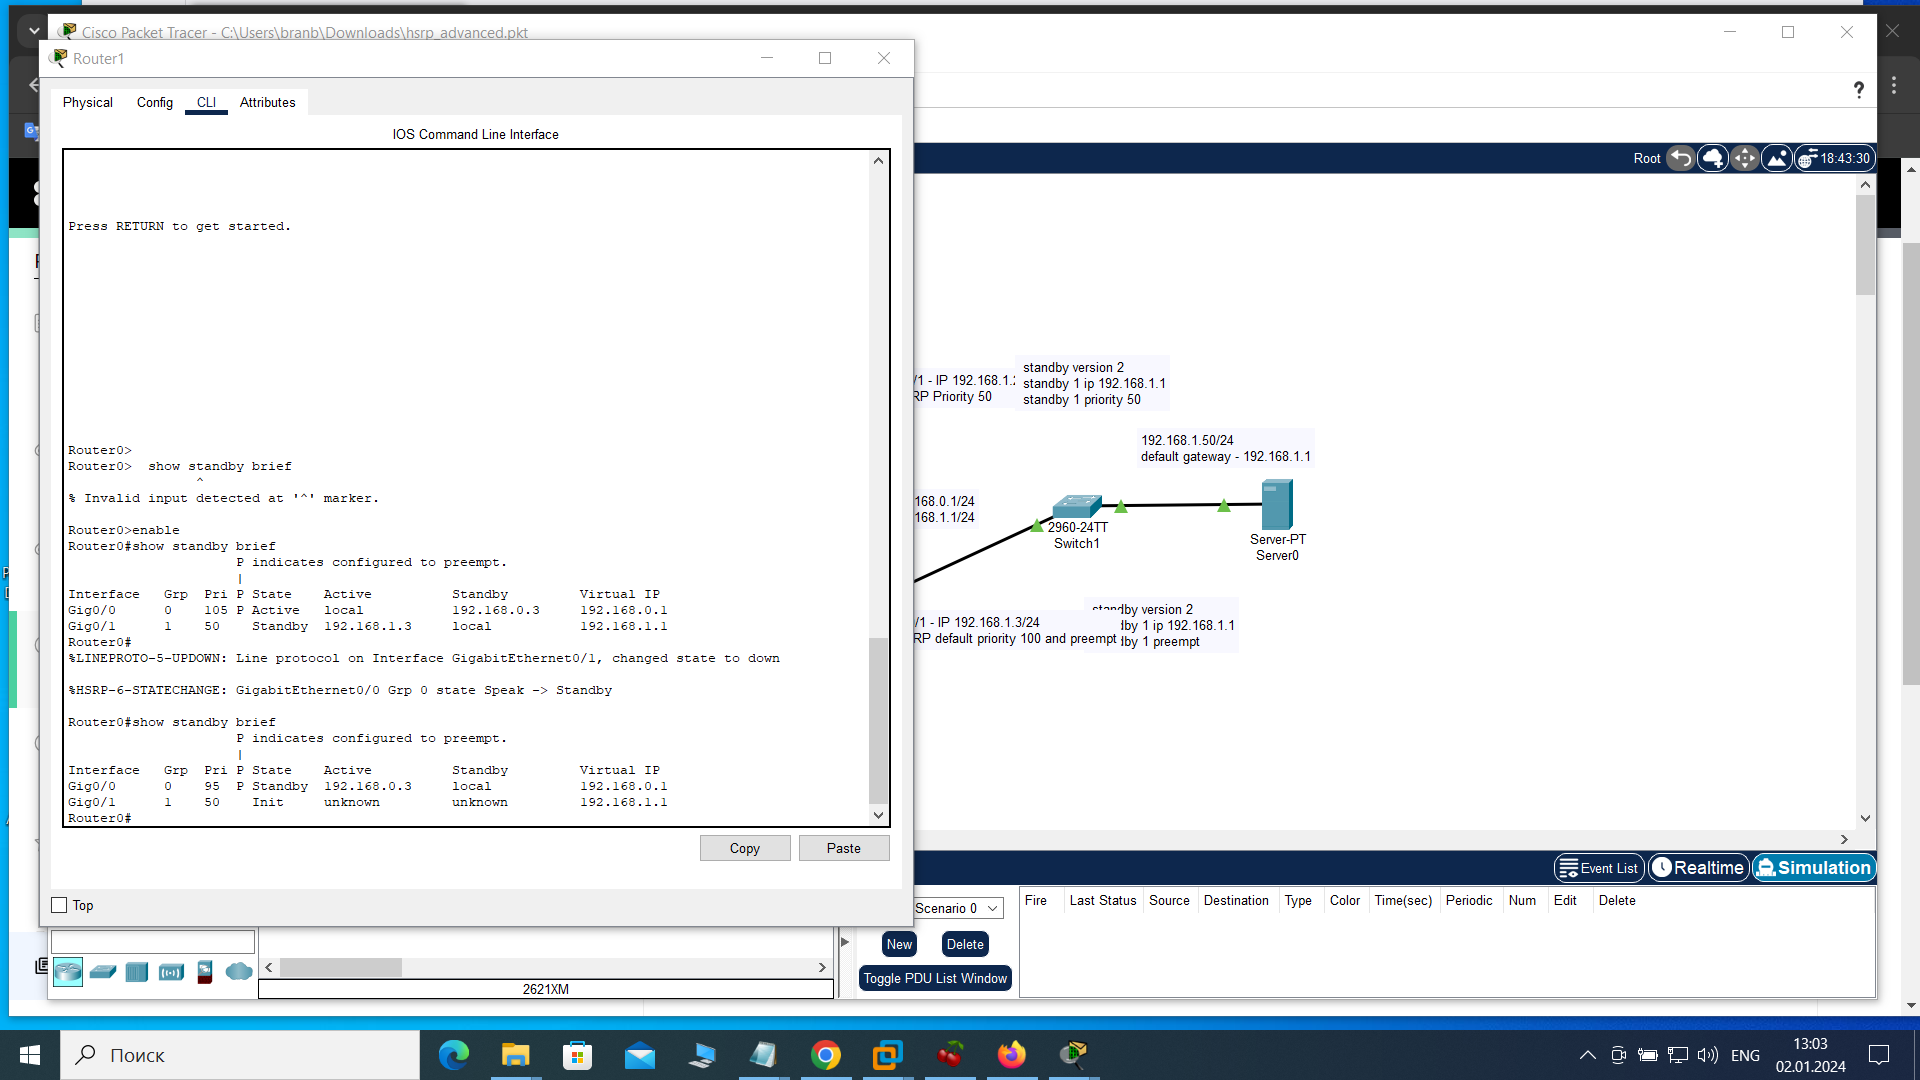 Cisco Packet Tracer - C:\Users\branb\Downloads\hsrp_advanced.pkt
Router1
Physical Config CLI Attributes
IOS Command Line Interface
Press RETURN to get started.
Router0>
Router0>  show standby brief
^
% Invalid input detected at '^' marker.
Router0>enable
Router0#show standby brief
P indicates configured to preempt.
|
Interface   Grp  Pri P State    Active          Standby         Virtual IP
Gig0/0      0    105 P Active   local           192.168.0.3     192.168.0.1
Gig0/1      1    50    Standby  192.168.1.3     local           192.168.1.1
Router0#
%LINEPROTO-5-UPDOWN: Line protocol on Interface GigabitEthernet0/1, changed state to down
%HSRP-6-STATECHANGE: GigabitEthernet0/0 Grp 0 state Speak -> Standby
Router0#show standby brief
P indicates configured to preempt.
|
Interface   Grp  Pri P State    Active          Standby         Virtual IP
Gig0/0      0    95  P Standby  192.168.0.3     local           192.168.0.1
Gig0/1      1    50    Init     unknown         unknown         192.168.1.1
Router0#
Copy Paste
Top
?
Root 18:43:30
/1 - IP 192.168.1.
RP Priority 50
standby version 2
standby 1 ip 192.168.1.1
standby 1 priority 50
192.168.1.50/24
default gateway - 192.168.1.1
168.0.1/24
168.1.1/24
2960-24TT
Switch1
Server-PT
Server0
/1 - IP 192.168.1.3/24
RP default priority 100 and preempt
standby version 2
dby 1 ip 192.168.1.1
dby 1 preempt
Event List Realtime Simulation
Scenario 0
New Delete
Toggle PDU List Window
Fire Last Status Source Destination Type Color Time(sec) Periodic Num Edit Delete
2621XM
Поиск
ENG
13:03
02.01.2024